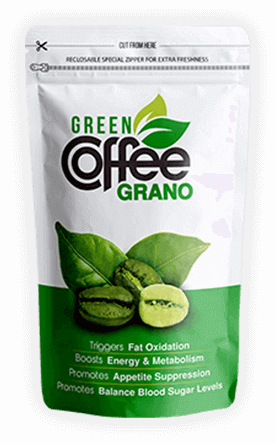 CUT FROM HERE
RECLOSABLE SPECIAL ZIPPER FOR EXTRA FRESHNESS
GREEN
Coffee
GRANO
Triggers Fat Oxidation
Boosts Energy & Metabolism
Promotes Appetite Suppression
Promotes Balance Blood Sugar Levels